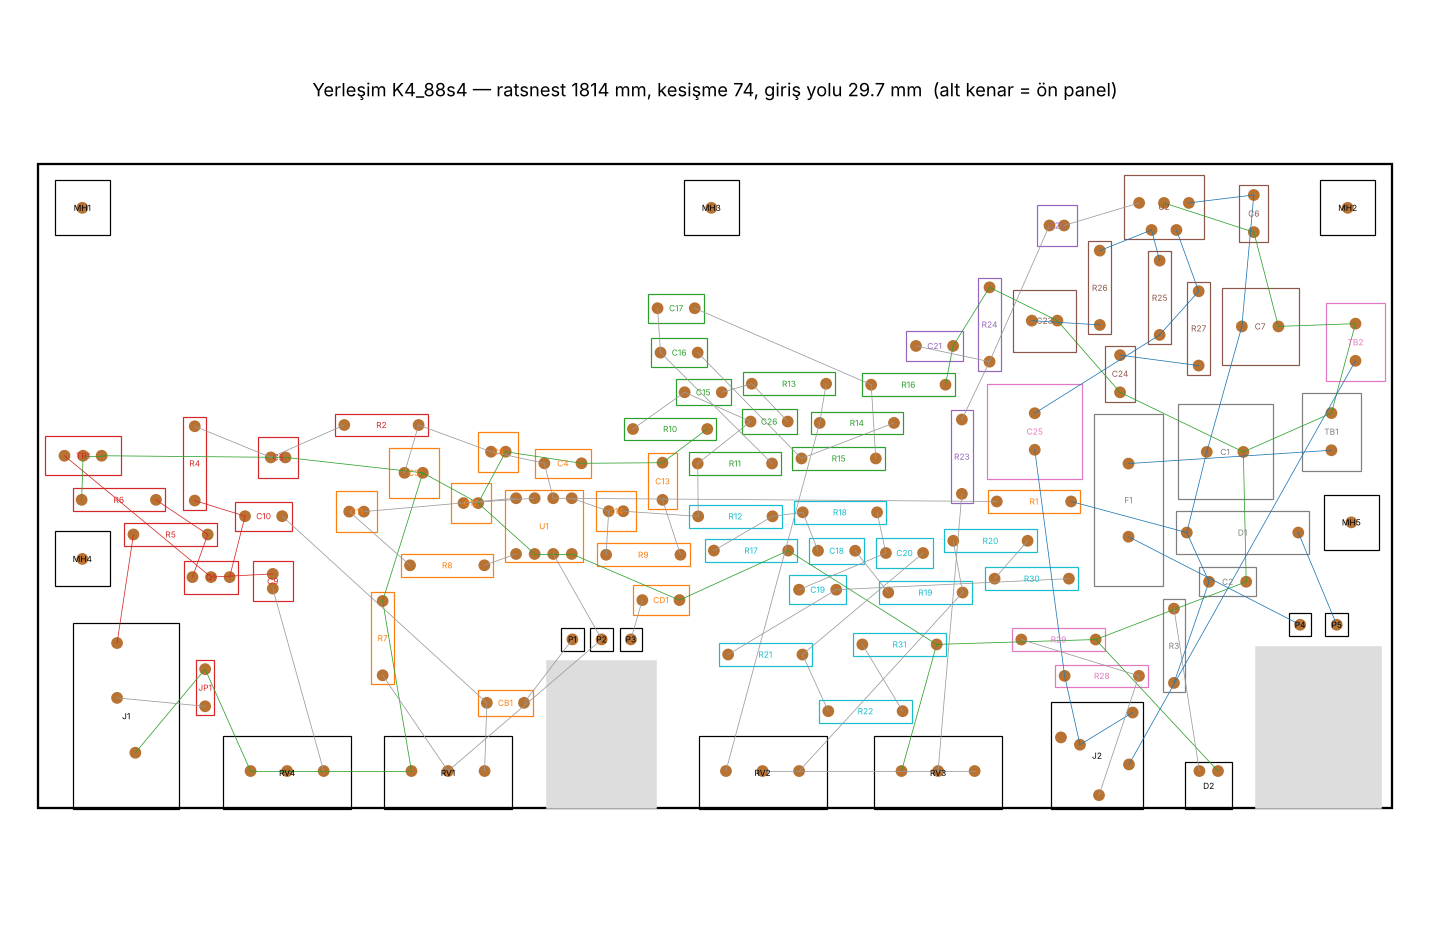 Yerleşim K4_88s4 — ratsnest 1814 mm, kesişme 74, giriş yolu 29.7 mm  (alt kenar = ön panel)
MH1
MH3
MH2
C6
R26
R25
R27
C7
TB2
C17
R24
C16
C21
R13
R16
C24
C15
R2
C26
R14
R10
C25
TB1
R4
C1
R23
R15
R11
C4
C13
R6
F1
R1
C10
R12
R18
MH5
U1
R5
D1
R20
R17
C18
C20
R9
MH4
R8
R30
C2
C19
R19
CD1
P4
P5
R7
P1
P2
P3
R29
R31
R3
R21
R28
JP1
CB1
R22
J1
J2
RV4
RV1
RV2
RV3
D2